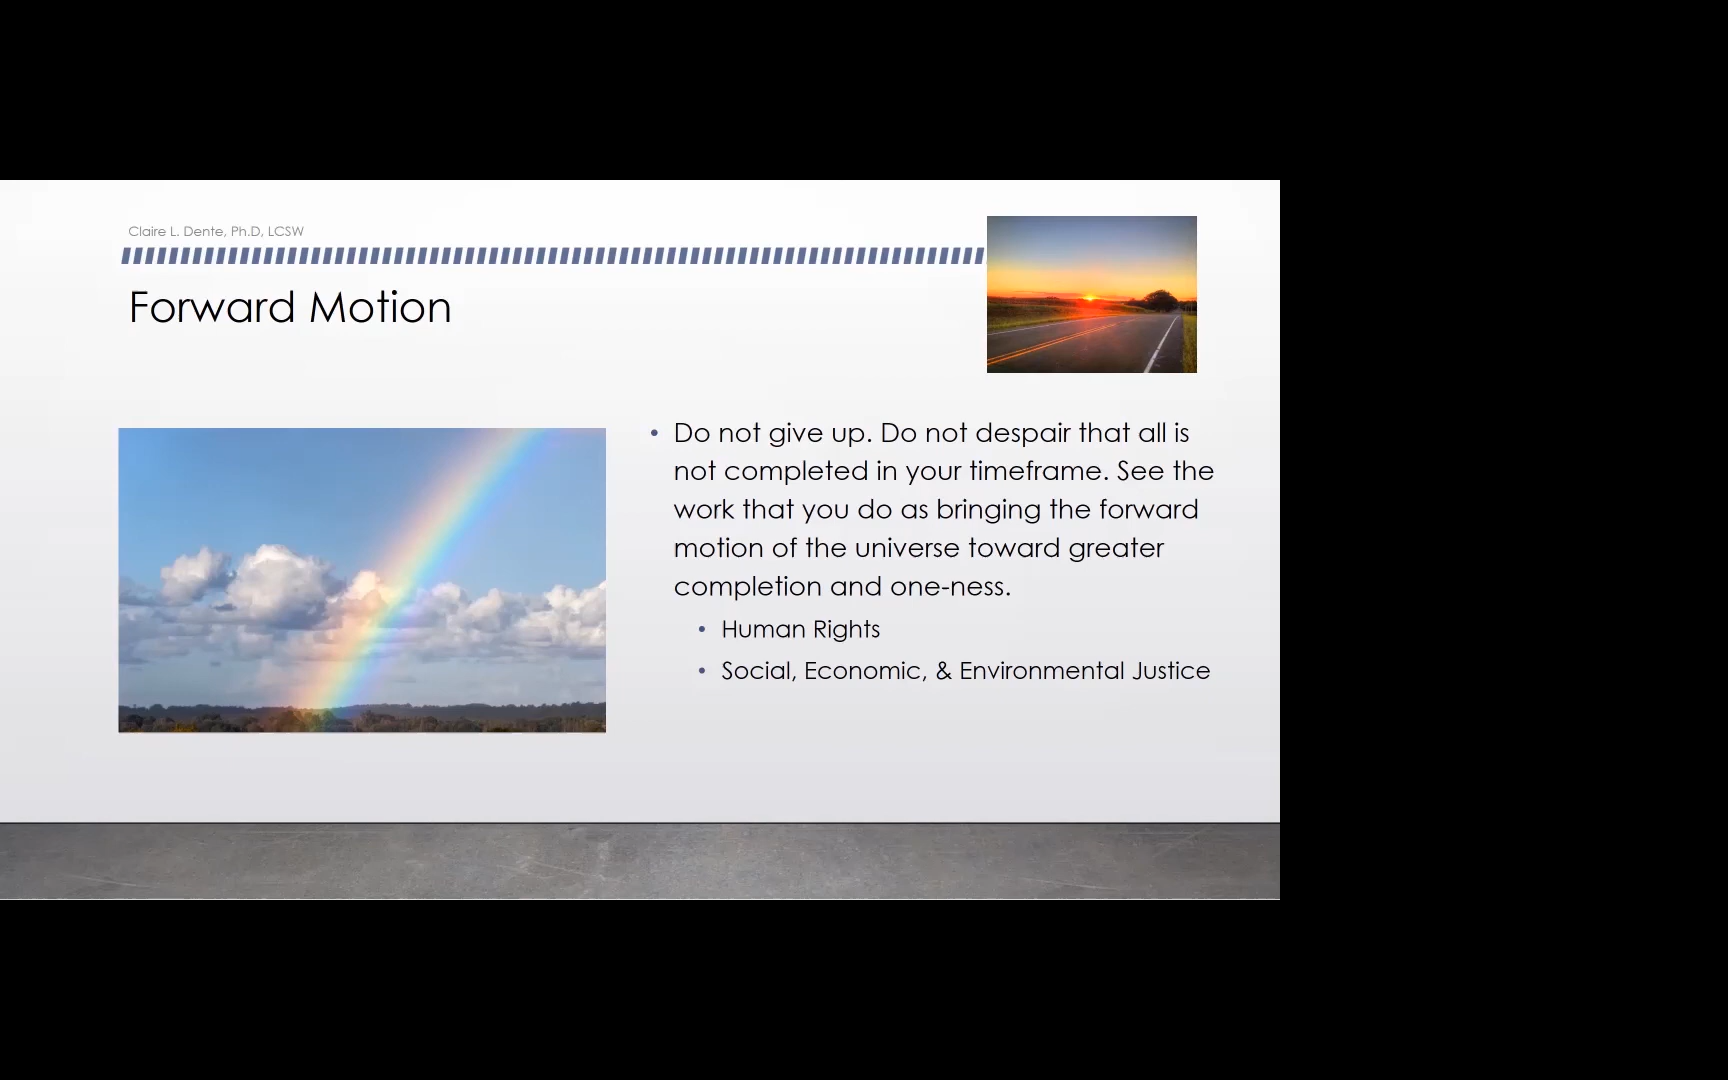 Claire L. Dente, Ph.D, LCSW
Forward Motion
• Do not give up. Do not despair that all is
not completed in your timeframe. See the
work that you do as bringing the forward
motion of the universe toward greater
completion and one-ness.
• Human Rights
• Social, Economic, & Environmental Justice